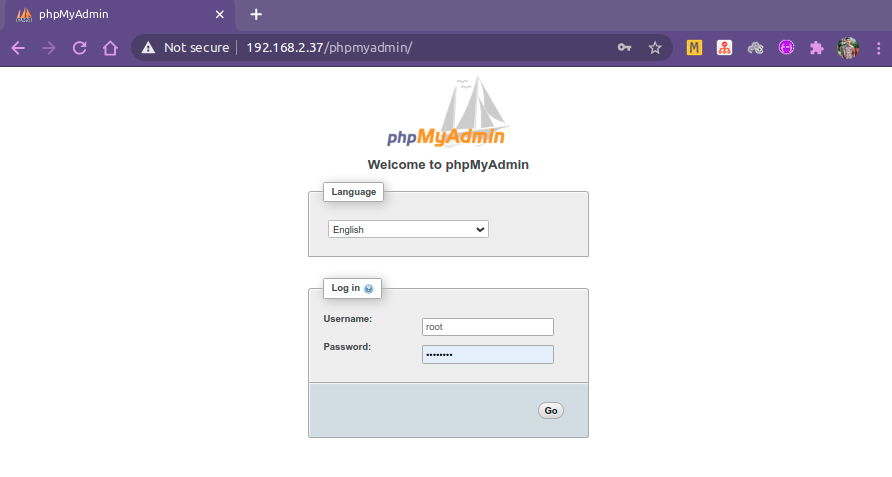 phpMyAdmin
Not secure 192.168.2.37/phpmyadmin/
M
phpMyAdmin
Welcome to phpMyAdmin
Language
English
Log in
Username:
root
Password:
••••••••
Go